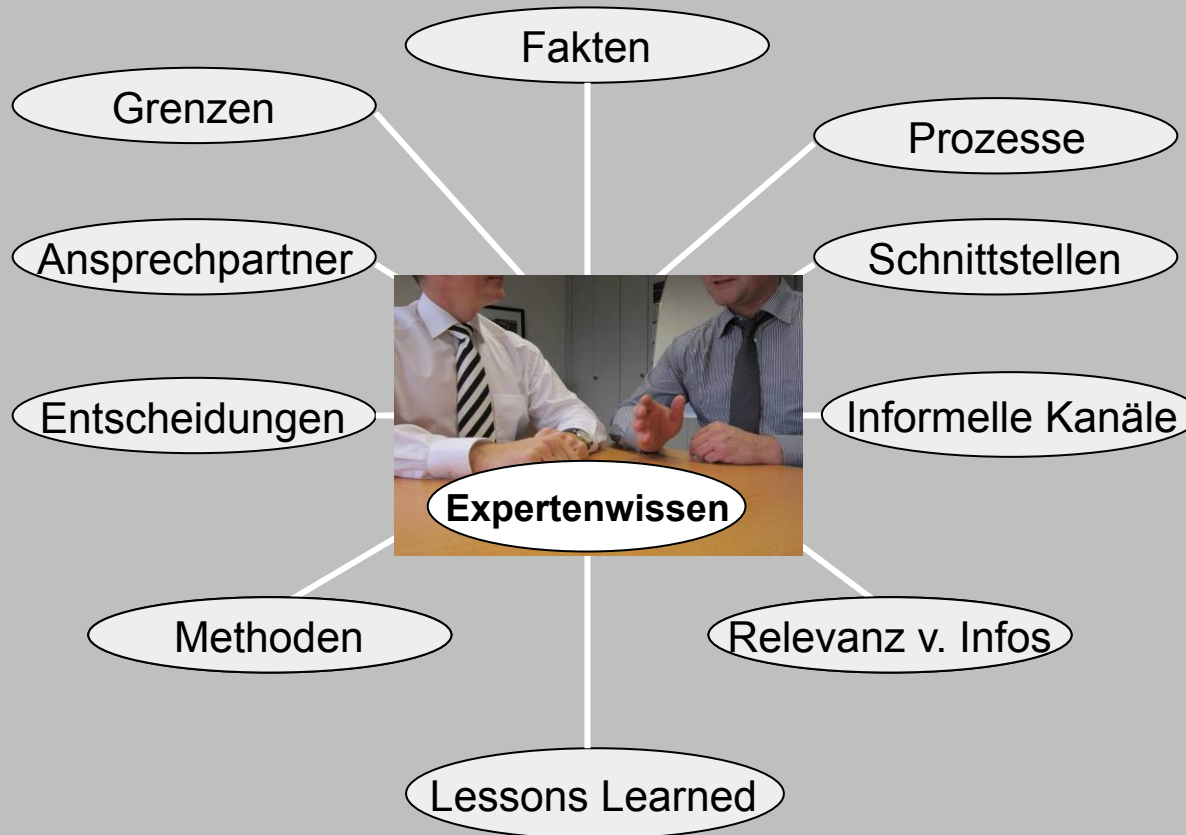 Fakten
Grenzen
Prozesse
Ansprechpartner
Schnittstellen
Entscheidungen
Informelle Kanäle
Expertenwissen
Methoden
Relevanz v. Infos
Lessons Learned